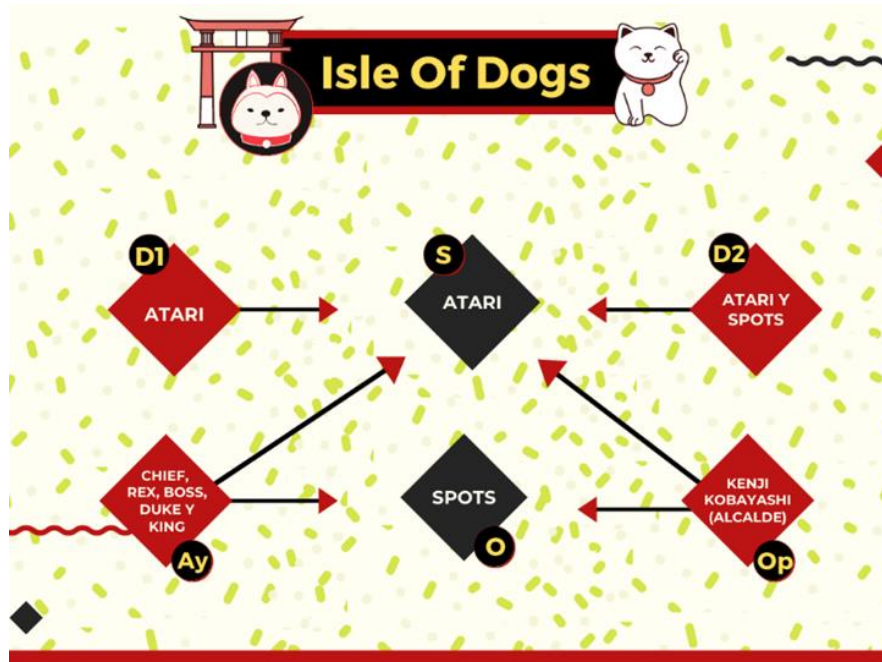 Isle Of Dogs
D1
ATARI
S
ATARI
D2
ATARI Y
SPOTS
CHIEF,
REX, BOSS,
DUKE Y
KING
Ay
SPOTS
O
KENJI
KOBAYASHI
(ALCALDE)
Op